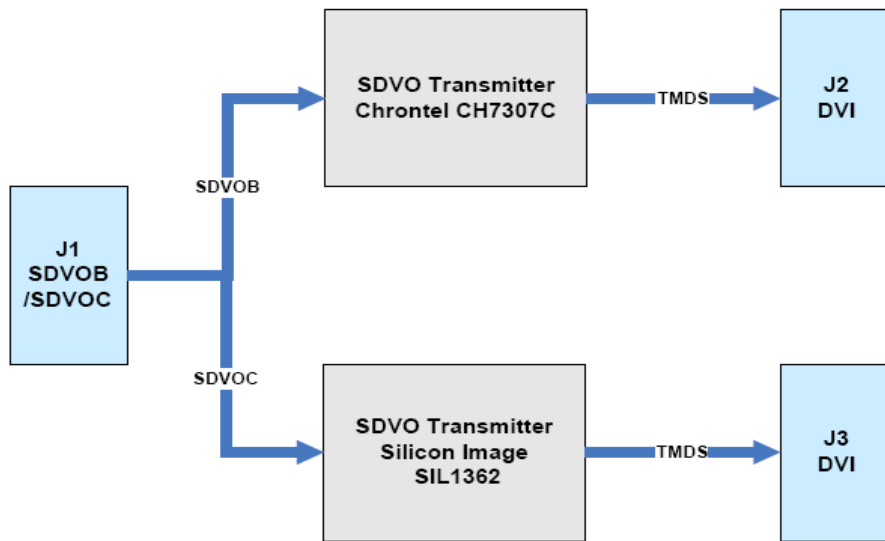 SDVO Transmitter
Chrontel CH7307C
TMDS
J2
DVI
SDVOB
J1
SDVOB
/SDVOC
SDVOC
SDVO Transmitter
Silicon Image
SIL1362
TMDS
J3
DVI